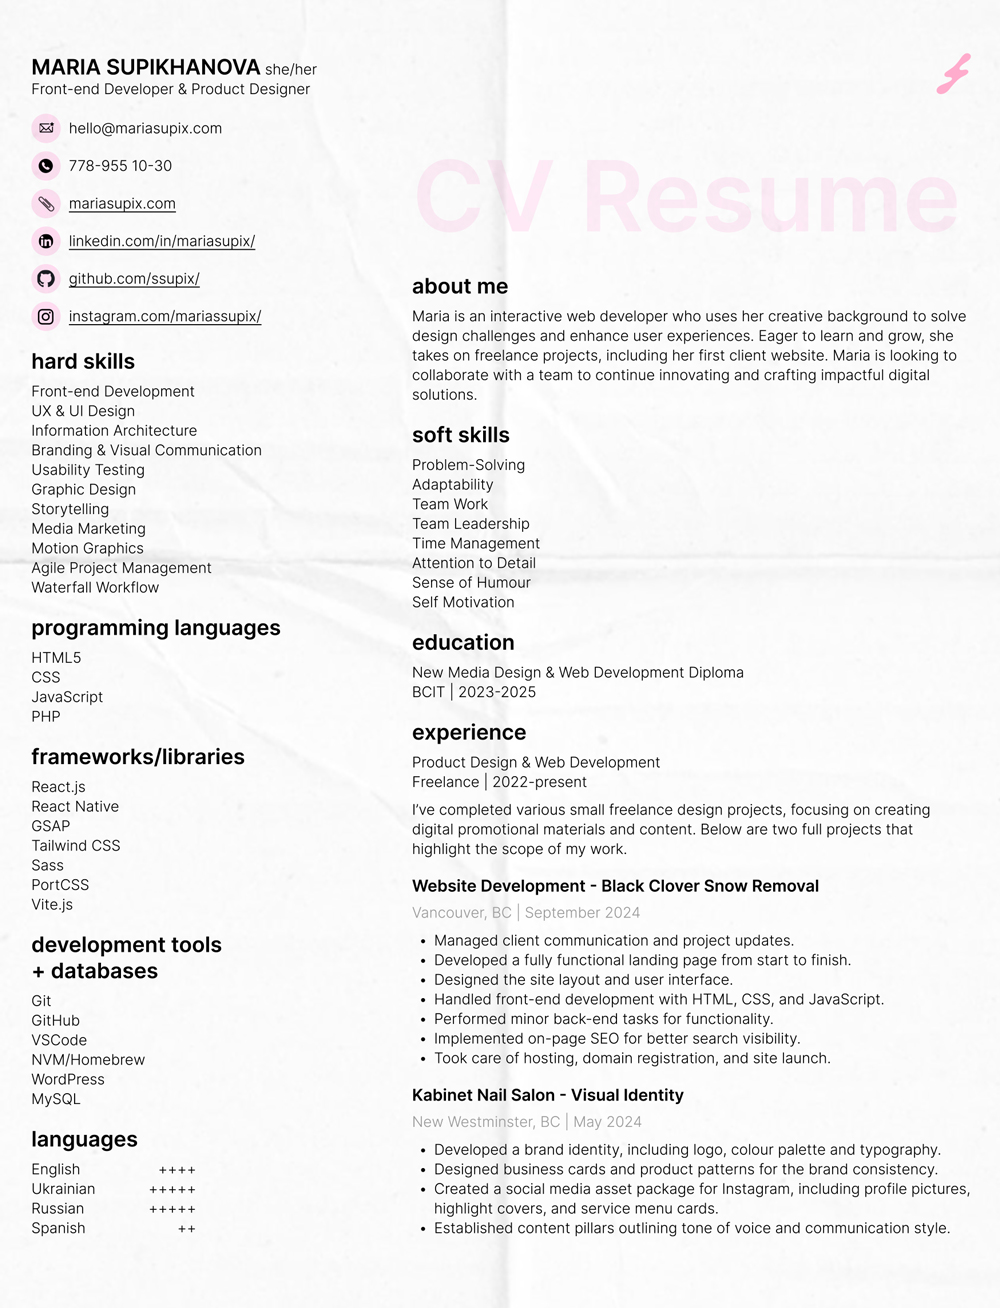 MARIA SUPIKHANOVA she/her
Front-end Developer & Product Designer
hello@mariasupix.com
778-955 10-30
mariasupix.com
linkedin.com/in/mariasupix/
github.com/ssupix/
instagram.com/mariassupix/
hard skills
Front-end Development
UX & UI Design
Information Architecture
Branding & Visual Communication
Usability Testing
Graphic Design
Storytelling
Media Marketing
Motion Graphics
Agile Project Management
Waterfall Workflow
programming languages
HTML5
CSS
JavaScript
PHP
frameworks/libraries
React.js
React Native
GSAP
Tailwind CSS
Sass
PortCSS
Vite.js
development tools
+ databases
Git
GitHub
VSCode
NVM/Homebrew
WordPress
MySQL
languages
English ++++
Ukrainian +++++
Russian +++++
Spanish ++
CV Resume
about me
Maria is an interactive web developer who uses her creative background to solve
design challenges and enhance user experiences. Eager to learn and grow, she
takes on freelance projects, including her first client website. Maria is looking to
collaborate with a team to continue innovating and crafting impactful digital
solutions.
soft skills
Problem-Solving
Adaptability
Team Work
Team Leadership
Time Management
Attention to Detail
Sense of Humour
Self Motivation
education
New Media Design & Web Development Diploma
BCIT | 2023-2025
experience
Product Design & Web Development
Freelance | 2022-present
I've completed various small freelance design projects, focusing on creating
digital promotional materials and content. Below are two full projects that
highlight the scope of my work.
Website Development - Black Clover Snow Removal
Vancouver, BC | September 2024
• Managed client communication and project updates.
• Developed a fully functional landing page from start to finish.
• Designed the site layout and user interface.
• Handled front-end development with HTML, CSS, and JavaScript.
• Performed minor back-end tasks for functionality.
• Implemented on-page SEO for better search visibility.
• Took care of hosting, domain registration, and site launch.
Kabinet Nail Salon - Visual Identity
New Westminster, BC | May 2024
• Developed a brand identity, including logo, colour palette and typography.
• Designed business cards and product patterns for the brand consistency.
• Created a social media asset package for Instagram, including profile pictures,
highlight covers, and service menu cards.
• Established content pillars outlining tone of voice and communication style.